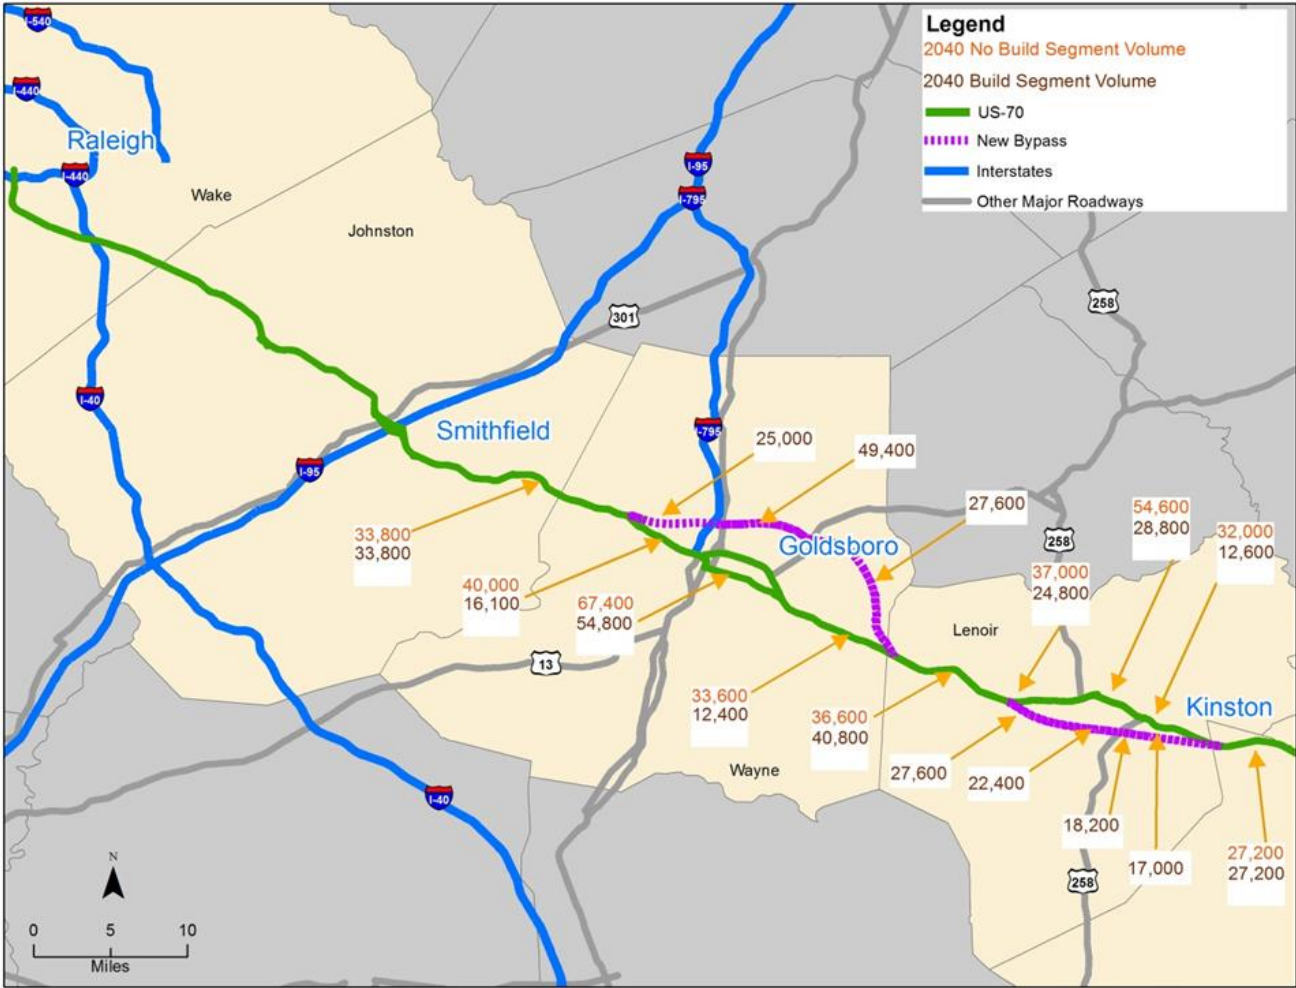 I-540
I-440
Raleigh
I-440
Wake
Johnston
I-95
I-795
Legend
2040 No Build Segment Volume
2040 Build Segment Volume
US-70
New Bypass
Interstates
Other Major Roadways
301
258
I-40
Smithfield
I-95
I-795
25,000
49,400
27,600
Goldsboro
33,800
33,800
40,000
16,100
67,400
54,800
258
37,000
24,800
54,600
28,800
32,000
12,600
13
Lenoir
33,600
12,400
36,600
40,800
Kinston
Wayne
27,600
22,400
18,200
17,000
27,200
27,200
I-40
258
N
0 5 10
Miles